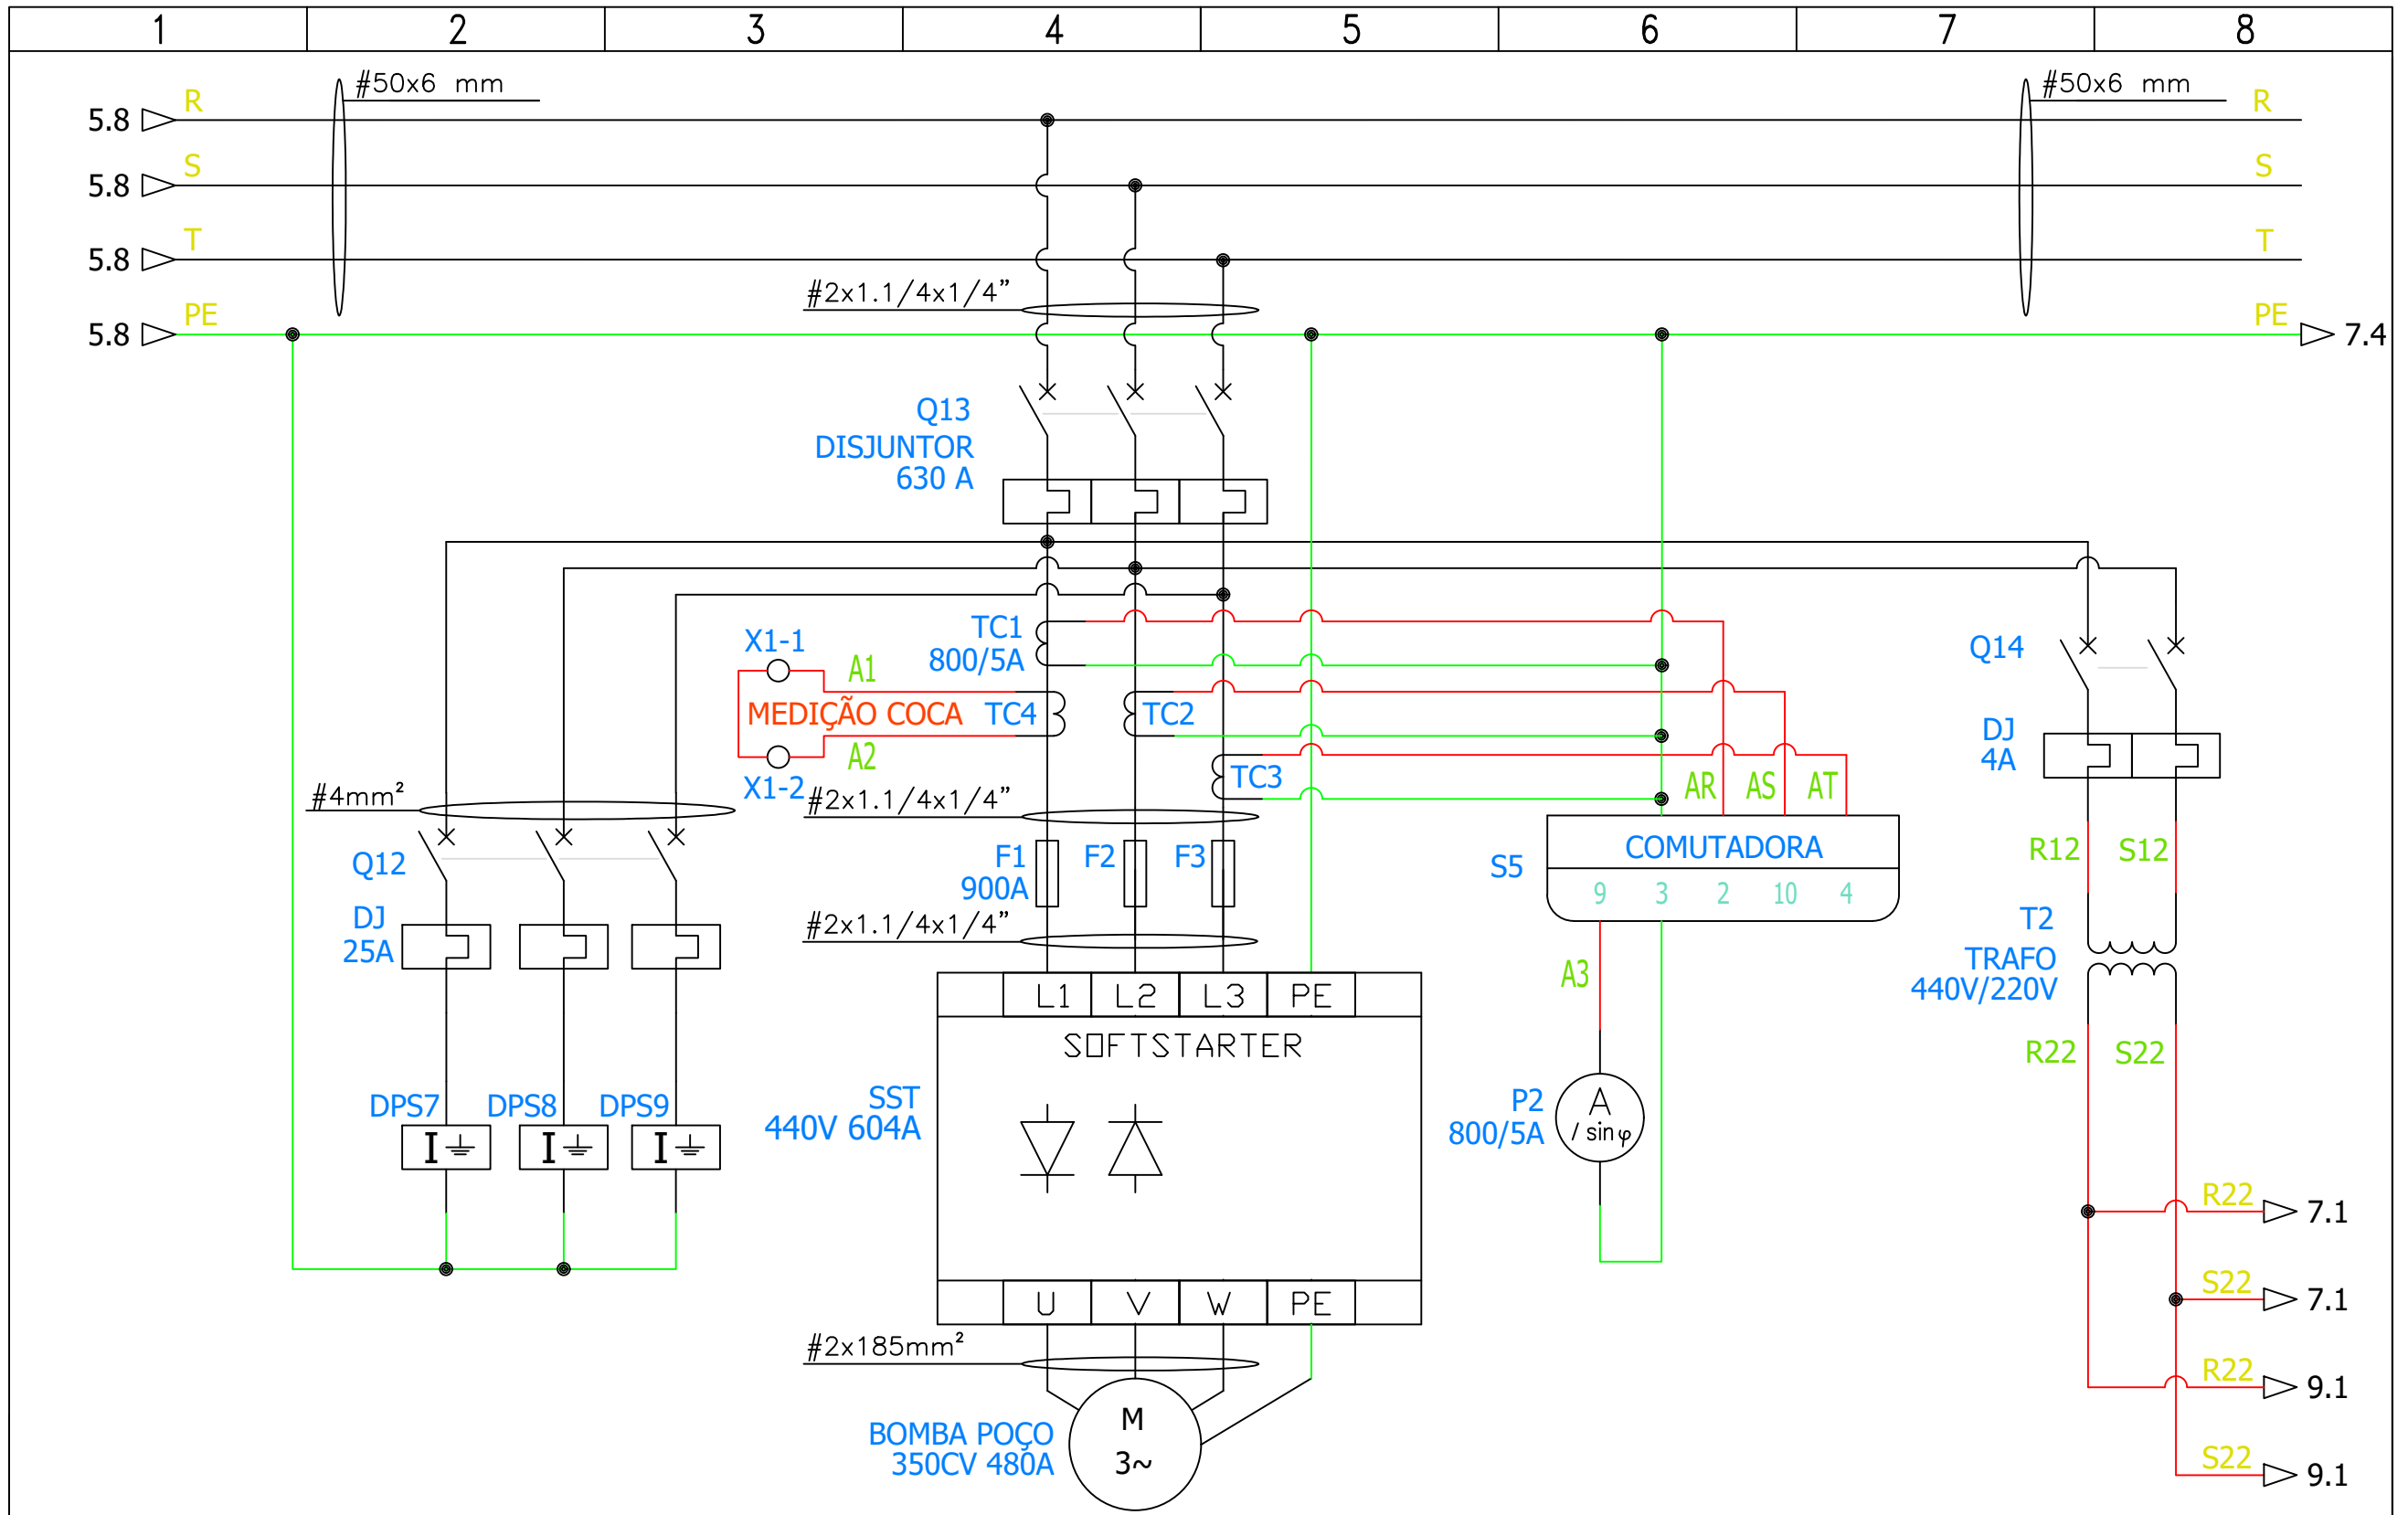 1 2 3 4 5 6 7 8
#50x6 mm
#50x6 mm
5.8 R R
5.8 S S
5.8 T T
#2x1.1/4x1/4”
5.8 PE PE 7.4
Q13
DISJUNTOR
630 A
TC1
800/5A
X1-1
A1
MEDIÇÃO COCA
TC4
TC2
A2
X1-2
TC3
#2x1.1/4x1/4”
#4mm²
Q12
DJ
25A
F1
900A
F2
F3
#2x1.1/4x1/4”
AR AS AT
S5
COMUTADORA
9 3 2 10 4
Q14
DJ
4A
R12 S12
T2
TRAFO
440V/220V
R22 S22
L1 L2 L3 PE
SOFTSTARTER
SST
440V 604A
U V W PE
DPS7 DPS8 DPS9
I I I
A3
P2
800/5A
A
/ sin φ
#2x185mm²
BOMBA POÇO
350CV 480A
M
3~
R22 7.1
S22 7.1
R22 9.1
S22 9.1